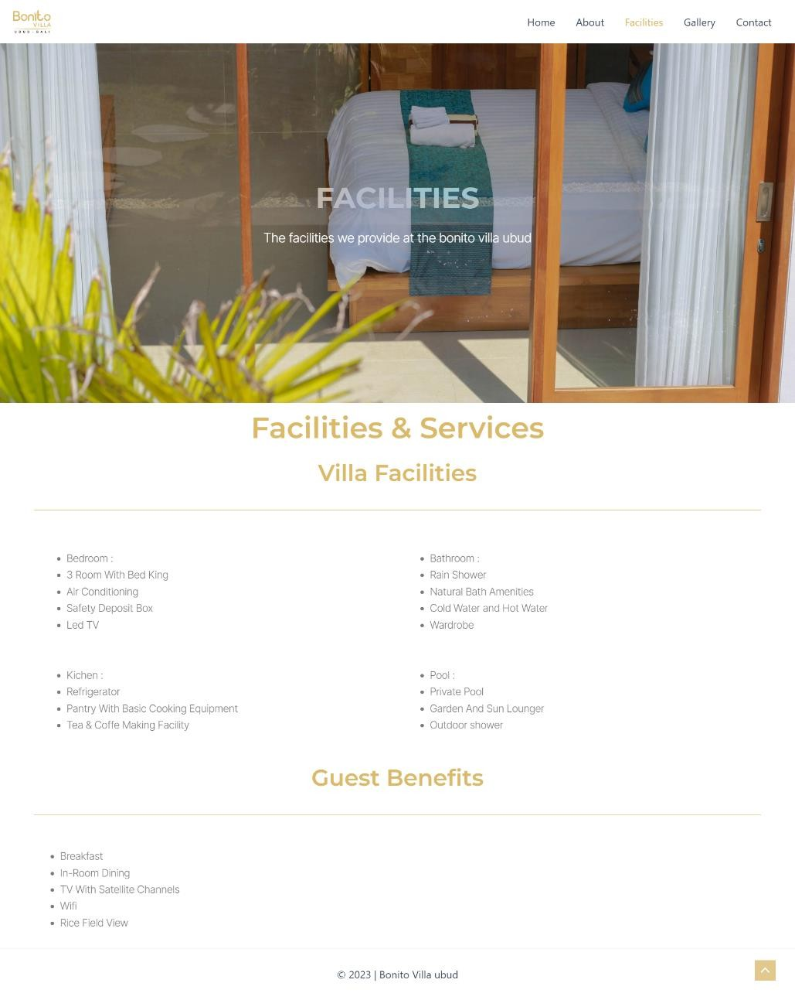 Bonito
VILLA
UBUD - BALI
Home
About
Facilities
Gallery
Contact
FACILITIES
The facilities we provide at the bonito villa ubud
Facilities & Services
Villa Facilities
Bedroom :
3 Room With Bed King
Air Conditioning
Safety Deposit Box
Led TV
Bathroom :
Rain Shower
Natural Bath Amenities
Cold Water and Hot Water
Wardrobe
Kichen :
Refrigerator
Pantry With Basic Cooking Equipment
Tea & Coffe Making Facility
Pool :
Private Pool
Garden And Sun Lounger
Outdoor shower
Guest Benefits
Breakfast
In-Room Dining
TV With Satellite Channels
Wifi
Rice Field View
© 2023 | Bonito Villa ubud